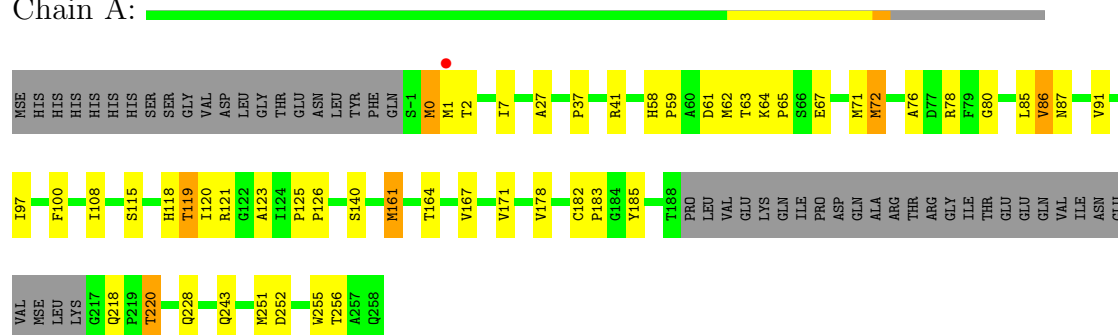 Chain A:
MSE HIS HIS HIS HIS HIS HIS SER SER GLY VAL ASP LEU GLY THR GLU ASN LEU TYR PHE GLN S-1 M0 M1 T2 I7 A27 P37 R41 H58 P59 A60 D61 M62 T63 K64 P65 S66 E67 M71 M72 A76 D77 R78 F79 G80 L85 V86 N87 V91
I97 F100 I108 S115 H118 T119 I120 R121 G122 A123 I124 P125 P126 S140 M161 T164 V167 V171 V178 C182 P183 G184 Y185 T188 PRO LEU VAL GLU LYS GLN ILE PRO ASP GLN ALA ARG THR ARG GLY ILE THR GLU GLU GLN VAL ILE ASN GLU
VAL MSE LEU LYS G217 Q218 P219 T220 Q228 Q243 M251 D252 W255 T256 A257 Q258